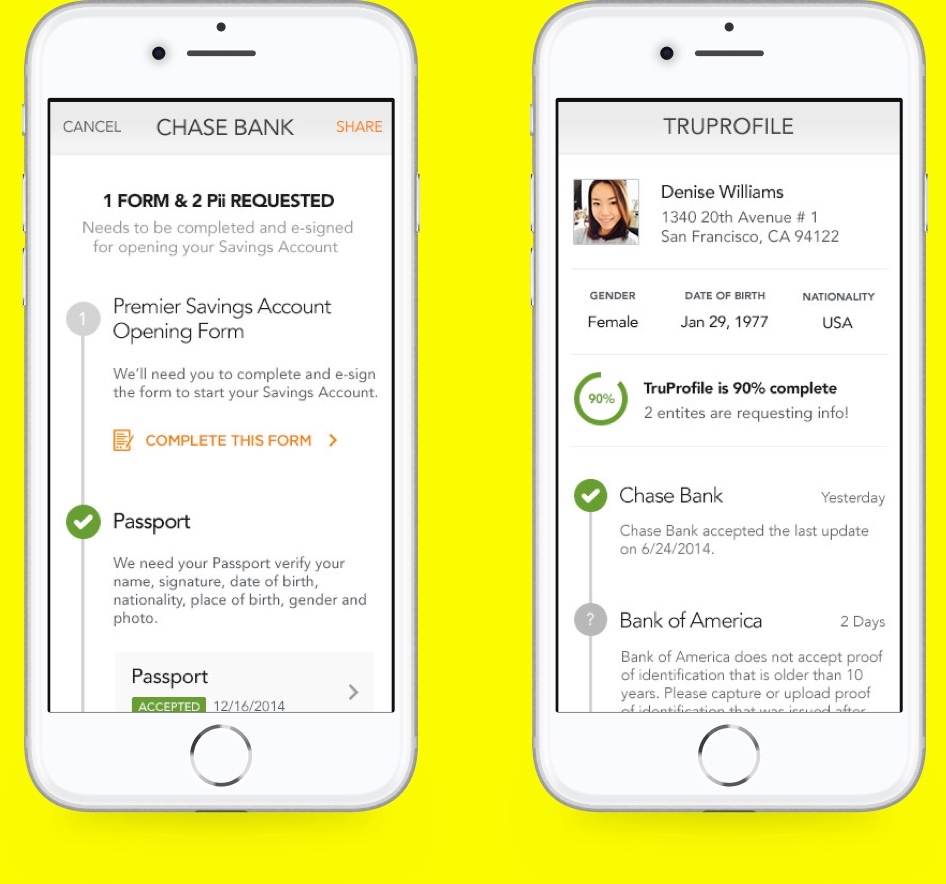 CANCEL CHASE BANK SHARE
1 FORM & 2 Pii REQUESTED
Needs to be completed and e-signed
for opening your Savings Account
1
Premier Savings Account
Opening Form
We'll need you to complete and e-sign
the form to start your Savings Account.
COMPLETE THIS FORM
Passport
We need your Passport verify your
name, signature, date of birth,
nationality, place of birth, gender and
photo.
Passport
ACCEPTED 12/16/2014
TRUPROFILE
Denise Williams
1340 20th Avenue # 1
San Francisco, CA 94122
GENDER DATE OF BIRTH NATIONALITY
Female Jan 29, 1977 USA
90%
TruProfile is 90% complete
2 entites are requesting info!
Chase Bank Yesterday
Chase Bank accepted the last update
on 6/24/2014.
? Bank of America 2 Days
Bank of America does not accept proof
of identification that is older than 10
years. Please capture or upload proof
of identification that was issued after